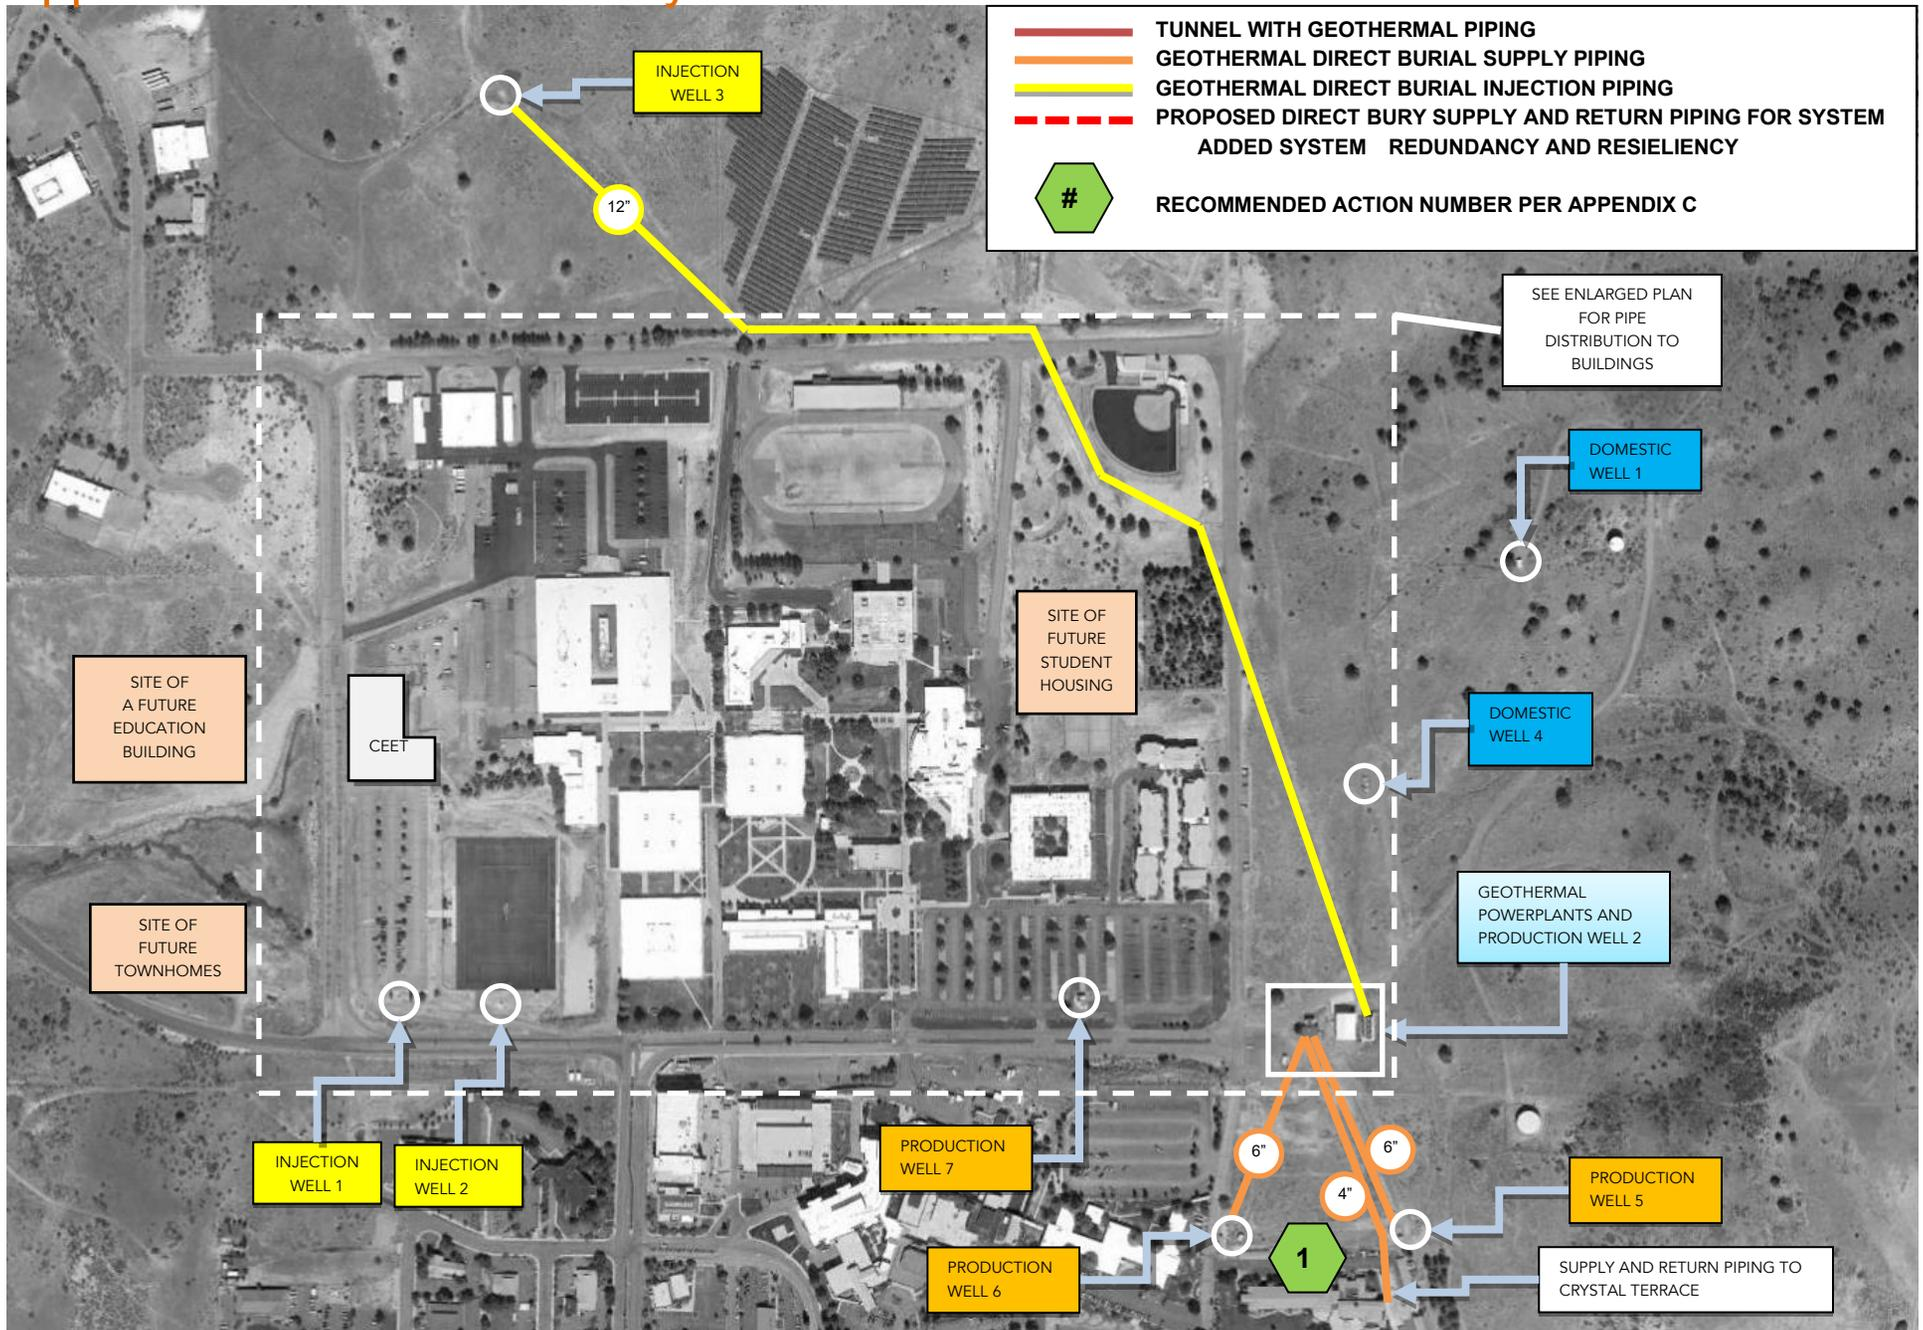 TUNNEL WITH GEOTHERMAL PIPING
GEOTHERMAL DIRECT BURIAL SUPPLY PIPING
GEOTHERMAL DIRECT BURIAL INJECTION PIPING
PROPOSED DIRECT BURY SUPPLY AND RETURN PIPING FOR SYSTEM
ADDED SYSTEM REDUNDANCY AND RESIELIENCY
#
RECOMMENDED ACTION NUMBER PER APPENDIX C
INJECTION
WELL 3
12”
SEE ENLARGED PLAN
FOR PIPE
DISTRIBUTION TO
BUILDINGS
DOMESTIC
WELL 1
SITE OF
FUTURE
STUDENT
HOUSING
SITE OF
A FUTURE
EDUCATION
BUILDING
CEET
DOMESTIC
WELL 4
GEOTHERMAL
POWERPLANTS AND
PRODUCTION WELL 2
SITE OF
FUTURE
TOWNHOMES
INJECTION
WELL 1
INJECTION
WELL 2
PRODUCTION
WELL 7
6”
6”
4”
PRODUCTION
WELL 5
PRODUCTION
WELL 6
1
SUPPLY AND RETURN PIPING TO
CRYSTAL TERRACE